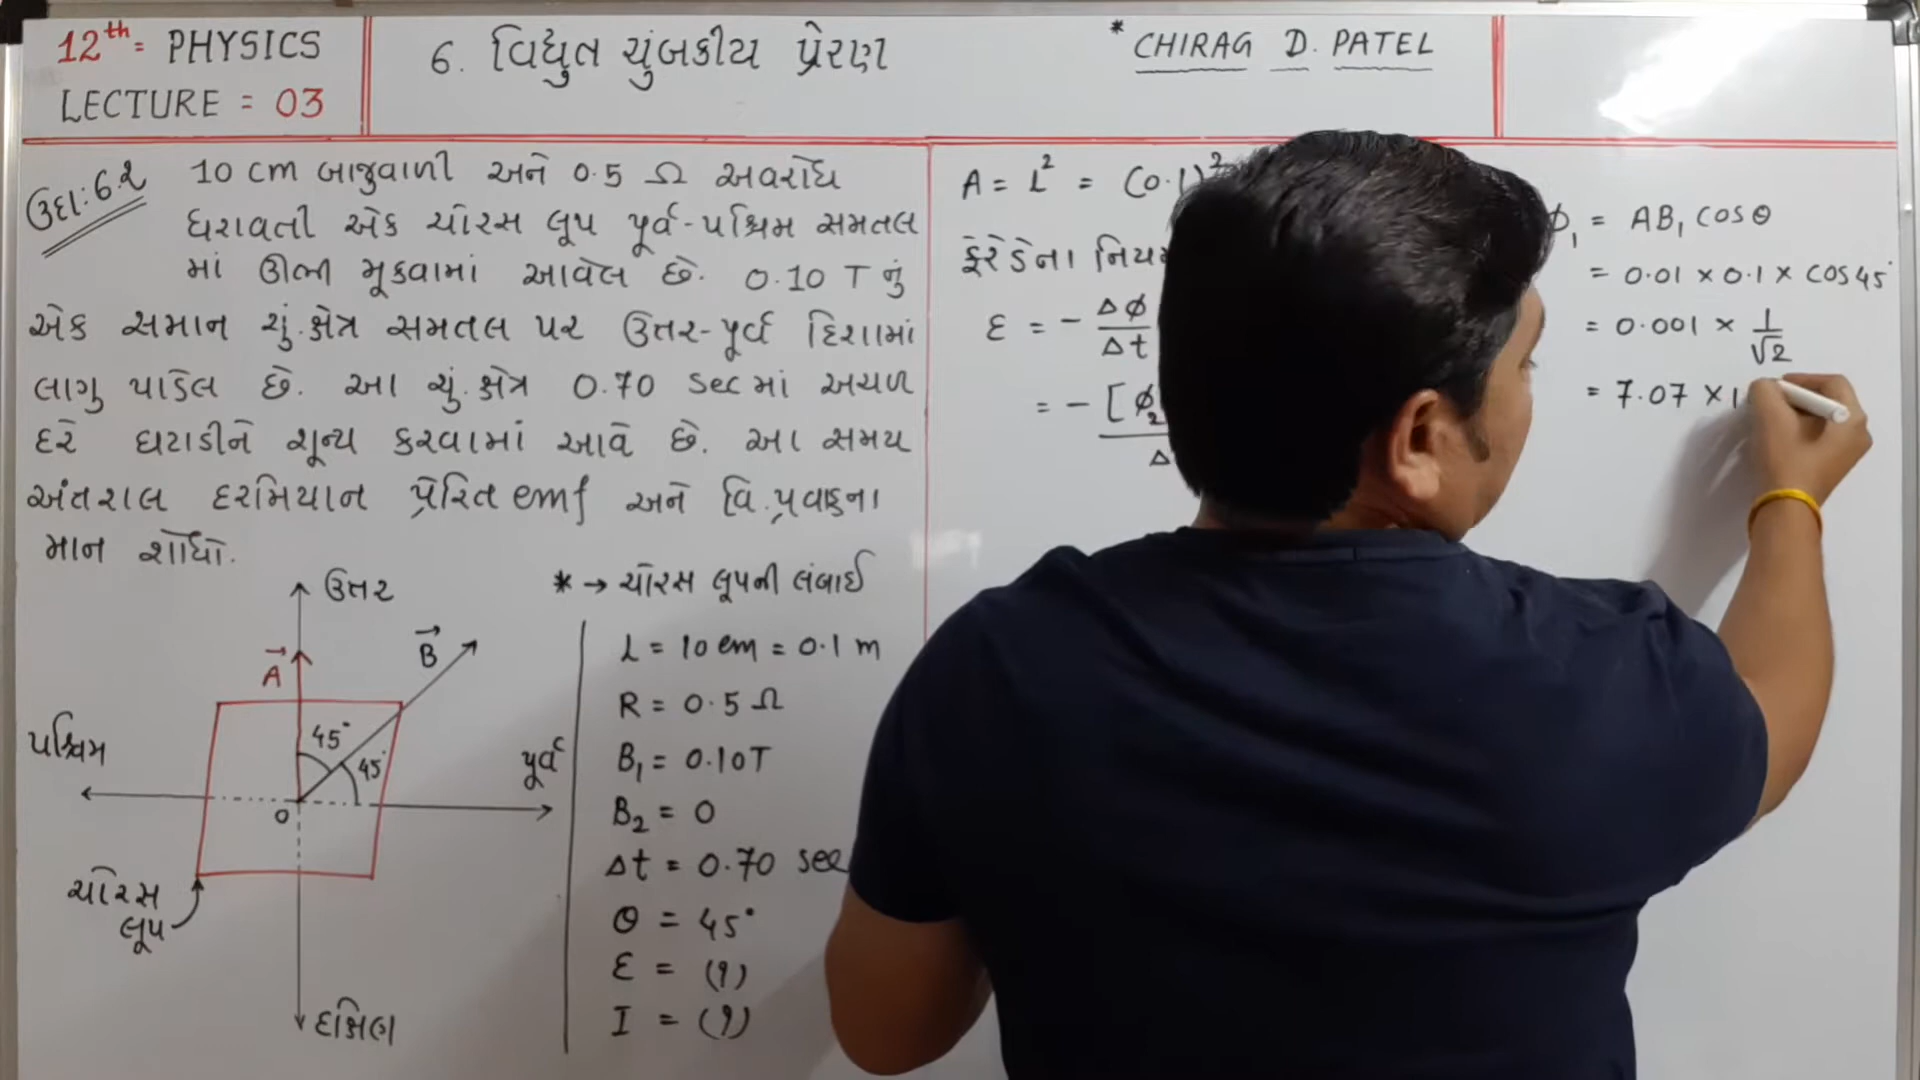 12th = PHYSICS
LECTURE = 03
6. વિદ્યુત ચુંબકીય પ્રેરણ
* CHIRAG D. PATEL
ઉદા: 6.2
10 cm બાજુવાળી અને 0.5 Ω અવરોધ
ધરાવતી એક ચોરસ લૂપ પૂર્વ-પશ્ચિમ સમતલ
માં ઊભી મૂકવામાં આવેલ છે. 0.10 T નું
એક સમાન ચું.ક્ષેત્ર સમતલ પર ઉત્તર-પૂર્વ દિશામાં
લાગુ પાડેલ છે. આ ચું.ક્ષેત્ર 0.70 sec માં અચળ
દરે ઘટાડીને શૂન્ય કરવામાં આવે છે. આ સમય
અંતરાલ દરમિયાન પ્રેરિત emf અને વિ.પ્રવાહના
માન શોધો.
ઉત્તર
A⃗
B⃗
45°
45°
પશ્ચિમ
પૂર્વ
O
ચોરસ
લૂપ
દક્ષિણ
* → ચોરસ લૂપની લંબાઈ
L = 10 cm = 0.1 m
R = 0.5 Ω
B₁ = 0.10T
B₂ = 0
Δt = 0.70 sec
θ = 45°
ε = (?)
I = (?)
A = L² = (0.1)²
ફેરેડેના
ε = - Δϕ/Δt
= - [ϕ₂
Δ
ϕ₁ = AB₁ cosθ
= 0.01 × 0.1 × cos45°
= 0.001 × 1/√2
= 7.07 × 1